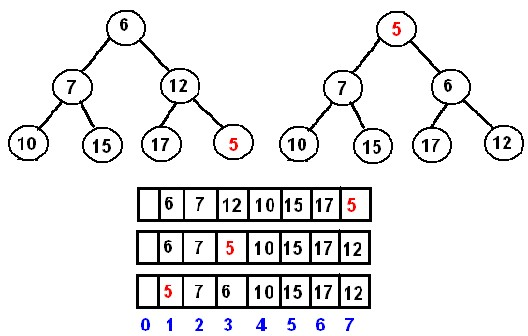 6
7 12
10 15 17 5
5
7 6
10 15 17 12
6 7 12 10 15 17 5
6 7 5 10 15 17 12
5 7 6 10 15 17 12
0 1 2 3 4 5 6 7